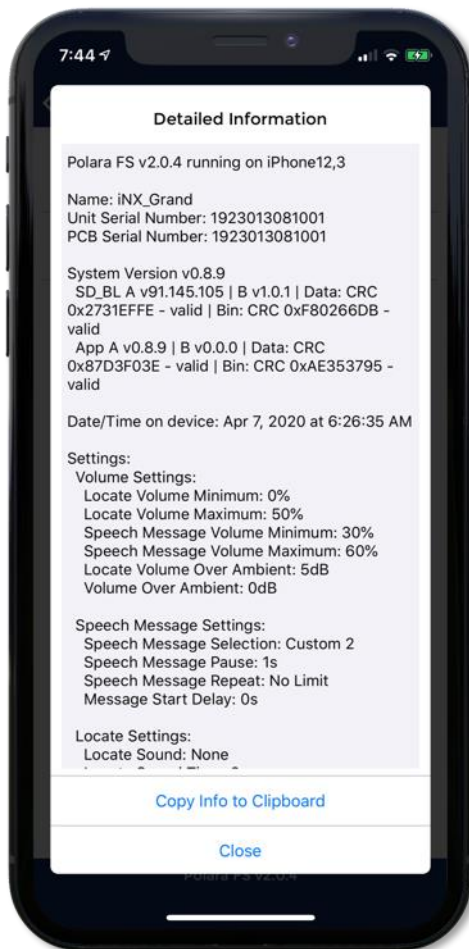 7:44
Detailed Information
Polara FS v2.0.4 running on iPhone12,3
Name: iNX_Grand
Unit Serial Number: 1923013081001
PCB Serial Number: 1923013081001
System Version v0.8.9
SD_BL A v91.145.105 | B v1.0.1 | Data: CRC
0x2731EFFE - valid | Bin: CRC 0xF80266DB -
valid
App A v0.8.9 | B v0.0.0 | Data: CRC
0x87D3F03E - valid | Bin: CRC 0xAE353795 -
valid
Date/Time on device: Apr 7, 2020 at 6:26:35 AM
Settings:
Volume Settings:
Locate Volume Minimum: 0%
Locate Volume Maximum: 50%
Speech Message Volume Minimum: 30%
Speech Message Volume Maximum: 60%
Locate Volume Over Ambient: 5dB
Volume Over Ambient: 0dB
Speech Message Settings:
Speech Message Selection: Custom 2
Speech Message Pause: 1s
Speech Message Repeat: No Limit
Message Start Delay: 0s
Locate Settings:
Locate Sound: None
Copy Info to Clipboard
Close
Polara FS v2.0.4